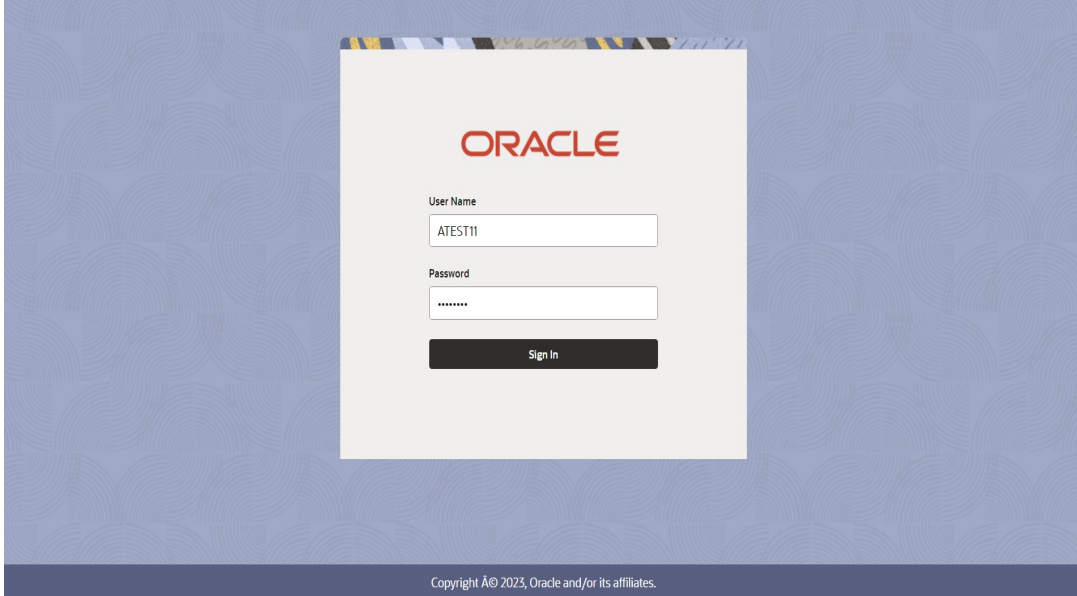 ORACLE
User Name
ATEST11
Password
••••••••
Sign In
Copyright Â© 2023, Oracle and/or its affiliates.